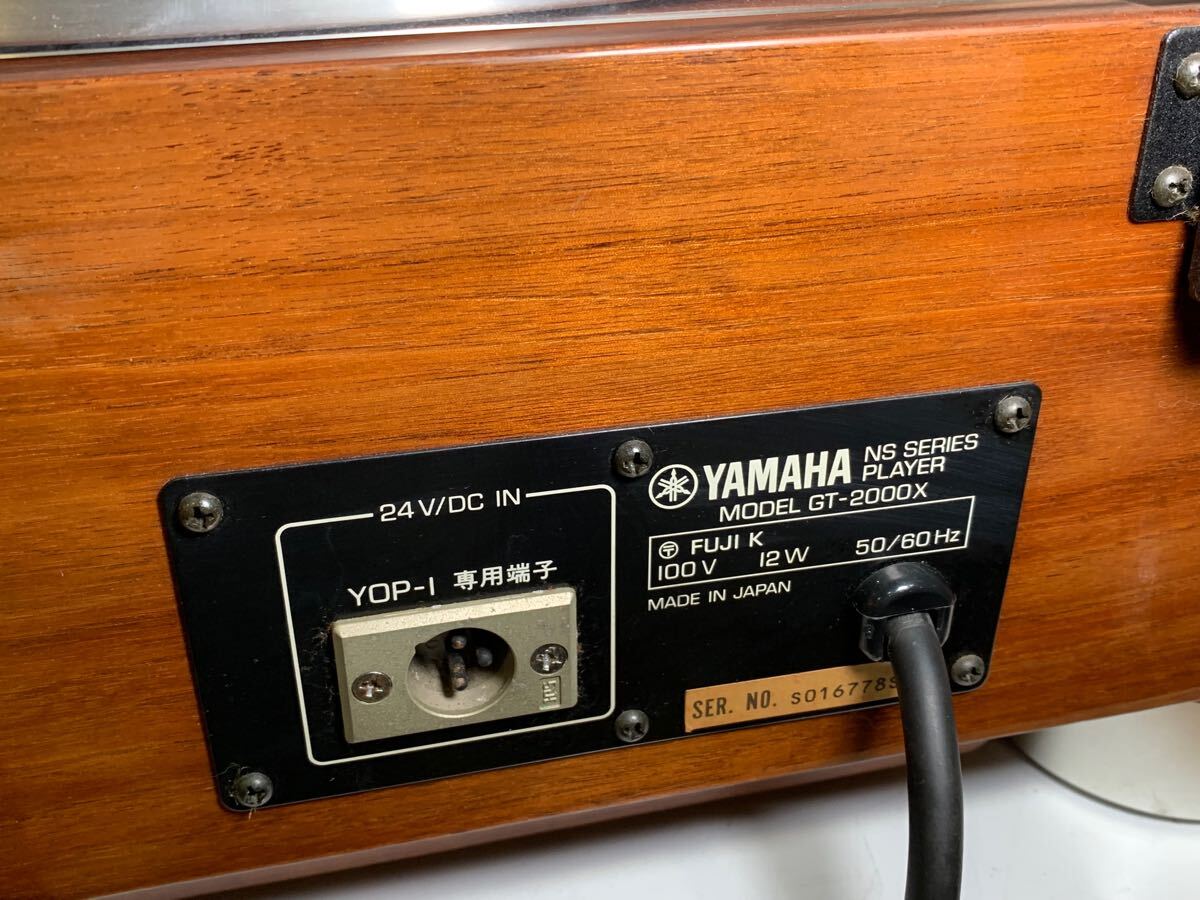 24V/DC IN
YOP-1 専用端子
YAMAHA NS SERIES
PLAYER
MODEL GT-2000X
〒 FUJI K
100V 12W 50/60Hz
MADE IN JAPAN
SER. NO. S016778S